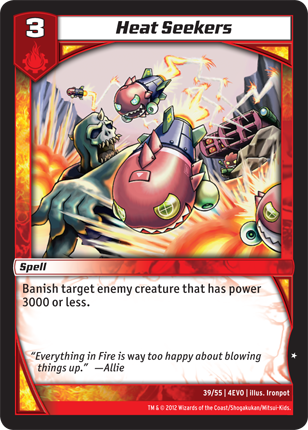 3
Heat Seekers
Spell
Banish target enemy creature that has power
3000 or less.
"Everything in Fire is way too happy about blowing
things up." —Allie
39/55 | 4EVO | illus. Ironpot
TM & © 2012 Wizards of the Coast/Shogakukan/Mitsui-Kids.